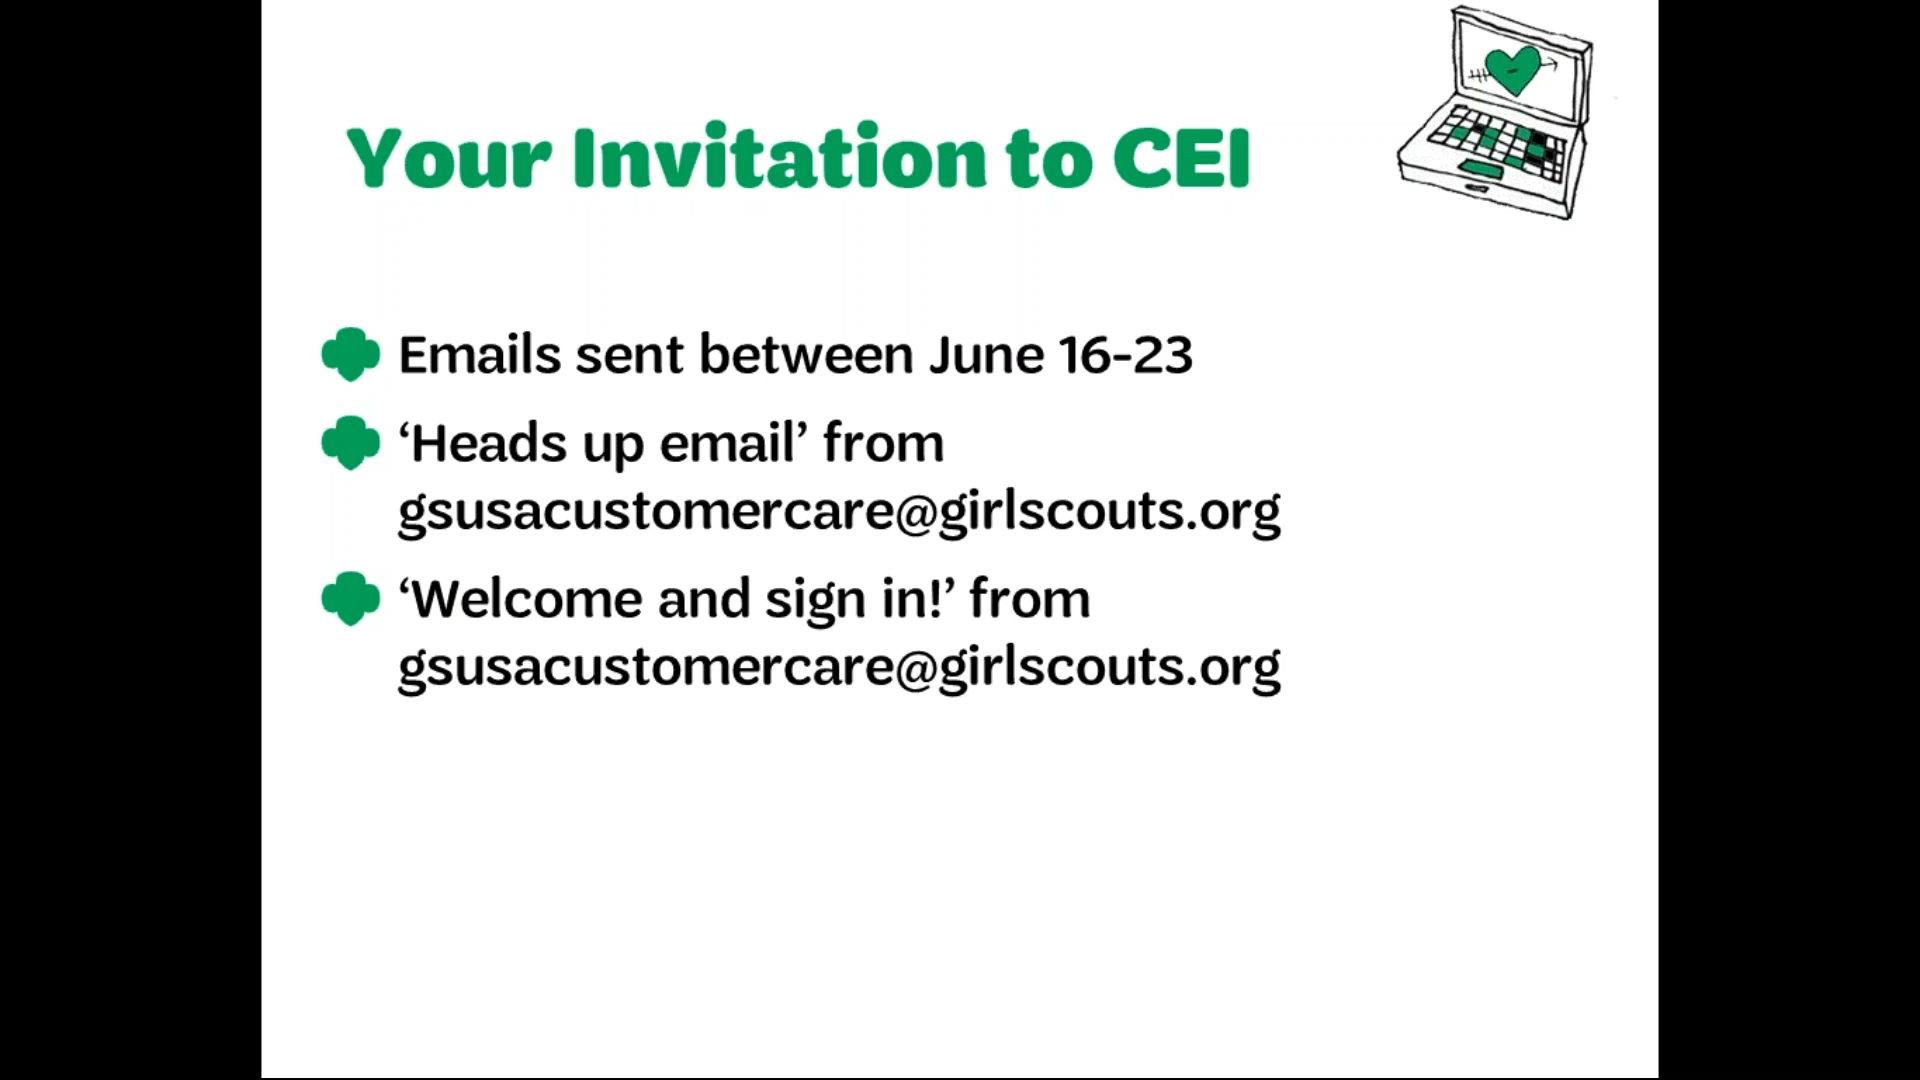 Your Invitation to CEI
Emails sent between June 16-23
‘Heads up email’ from
gsusacustomercare@girlscouts.org
‘Welcome and sign in!’ from
gsusacustomercare@girlscouts.org